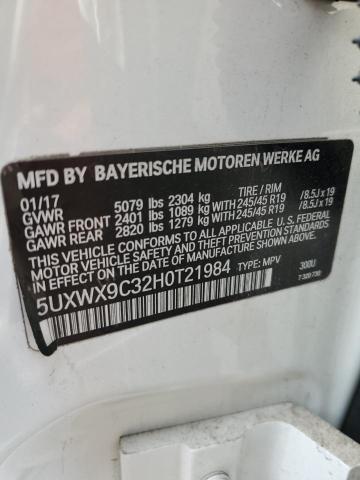 MFD BY BAYERISCHE MOTOREN WERKE AG
01/17 TIRE / RIM
GVWR 5079 lbs 2304 kg
GAWR FRONT 2401 lbs 1089 kg WITH 245/45 R19 /8.5J x 19
GAWR REAR 2820 lbs 1279 kg WITH 245/45 R19 /8.5J x 19
THIS VEHICLE CONFORMS TO ALL APPLICABLE FEDERAL
MOTOR VEHICLE SAFETY STANDARDS
IN EFFECT ON THE DATE OF MANUFACTURE SHOWN ABOVE.
5UXWX9C32H0T21984 TYPE: MPV 300U